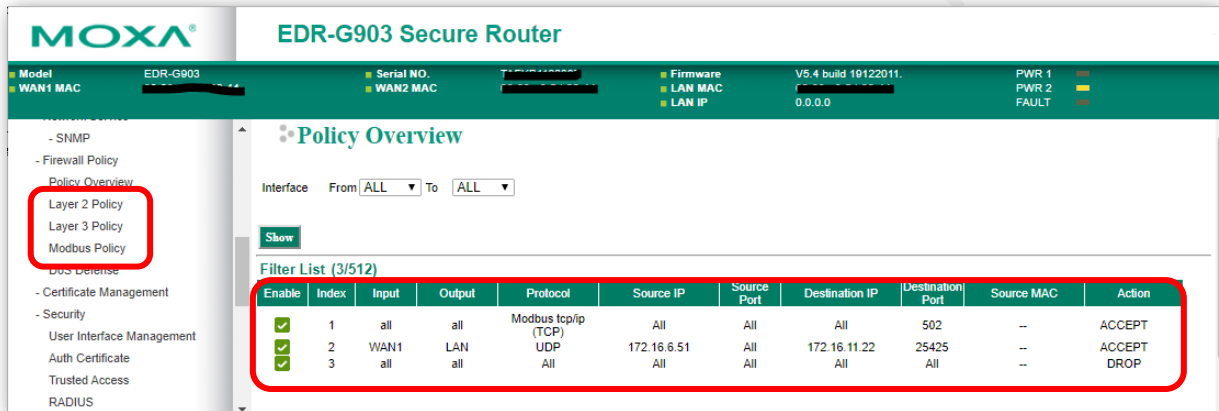 MOXA® EDR-G903 Secure Router
Model EDR-G903 Serial NO. Firmware V5.4 build 19122011. PWR 1
WAN1 MAC WAN2 MAC LAN MAC PWR 2
LAN IP 0.0.0.0 FAULT
- SNMP
- Firewall Policy
Policy Overview
Layer 2 Policy
Layer 3 Policy
Modbus Policy
DoS Defense
- Certificate Management
- Security
User Interface Management
Auth Certificate
Trusted Access
RADIUS
Policy Overview
Interface From ALL To ALL
Show
Filter List (3/512)
Enable Index Input Output Protocol Source IP Source Port Destination IP Destination Port Source MAC Action
1 all all Modbus tcp/ip (TCP) All All All 502 -- ACCEPT
2 WAN1 LAN UDP 172.16.6.51 All 172.16.11.22 25425 -- ACCEPT
3 all all All All All All All -- DROP